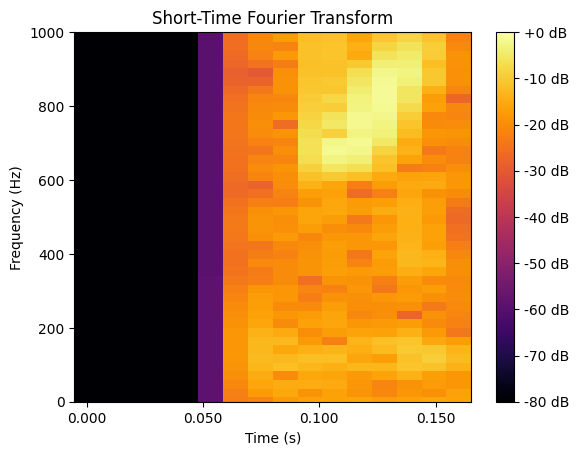 Short-Time Fourier Transform
1000
800
600
400
200
0
Frequency (Hz)
0.000
0.050
0.100
0.150
Time (s)
+0 dB
-10 dB
-20 dB
-30 dB
-40 dB
-50 dB
-60 dB
-70 dB
-80 dB